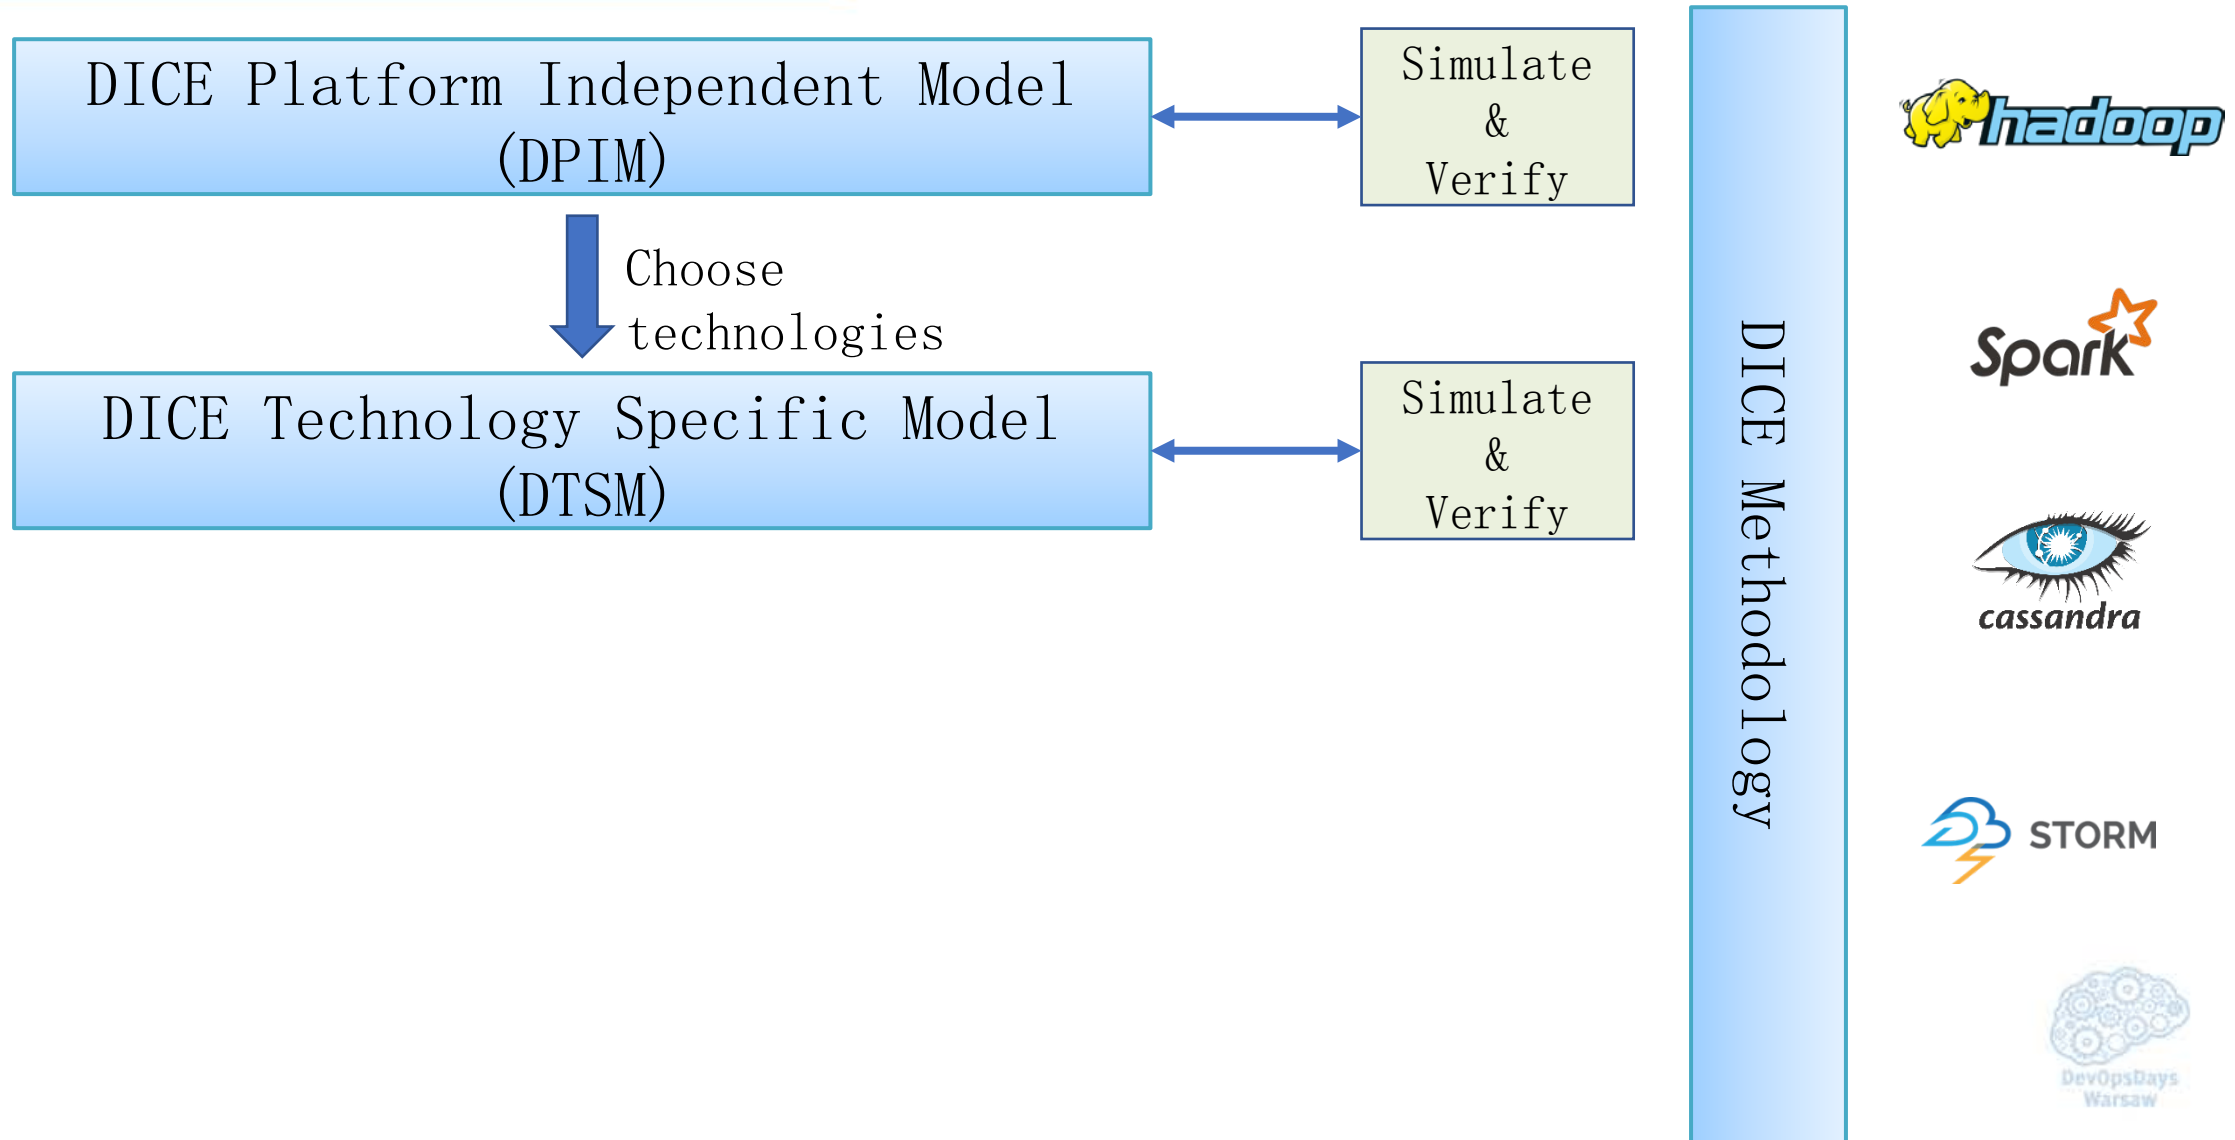 DICE Platform Independent Model
(DPIM)
Simulate
&
Verify
Choose
technologies
DICE Technology Specific Model
(DTSM)
Simulate
&
Verify
DICE Methodology
hadoop
Spark
cassandra
STORM
DevOpsDays
Warsaw